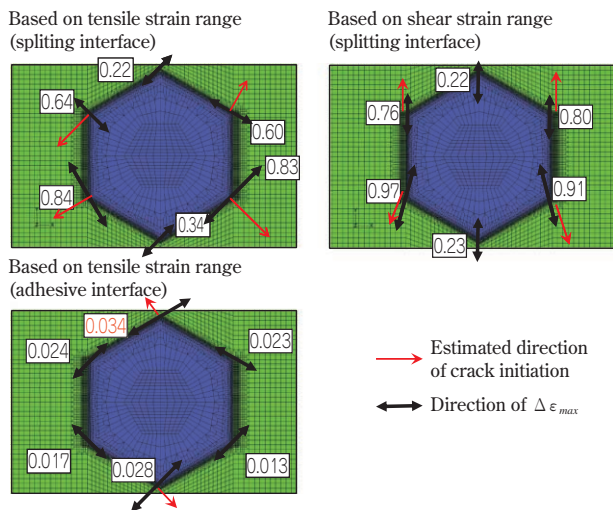 Based on tensile strain range
(spliting interface)
0.22
0.64
0.60
0.83
0.84
0.34
Based on shear strain range
(splitting interface)
0.22
0.76
0.80
0.97
0.91
0.23
Based on tensile strain range
(adhesive interface)
0.034
0.024
0.023
0.017
0.028
0.013
Estimated direction
of crack initiation
Direction of Δε max